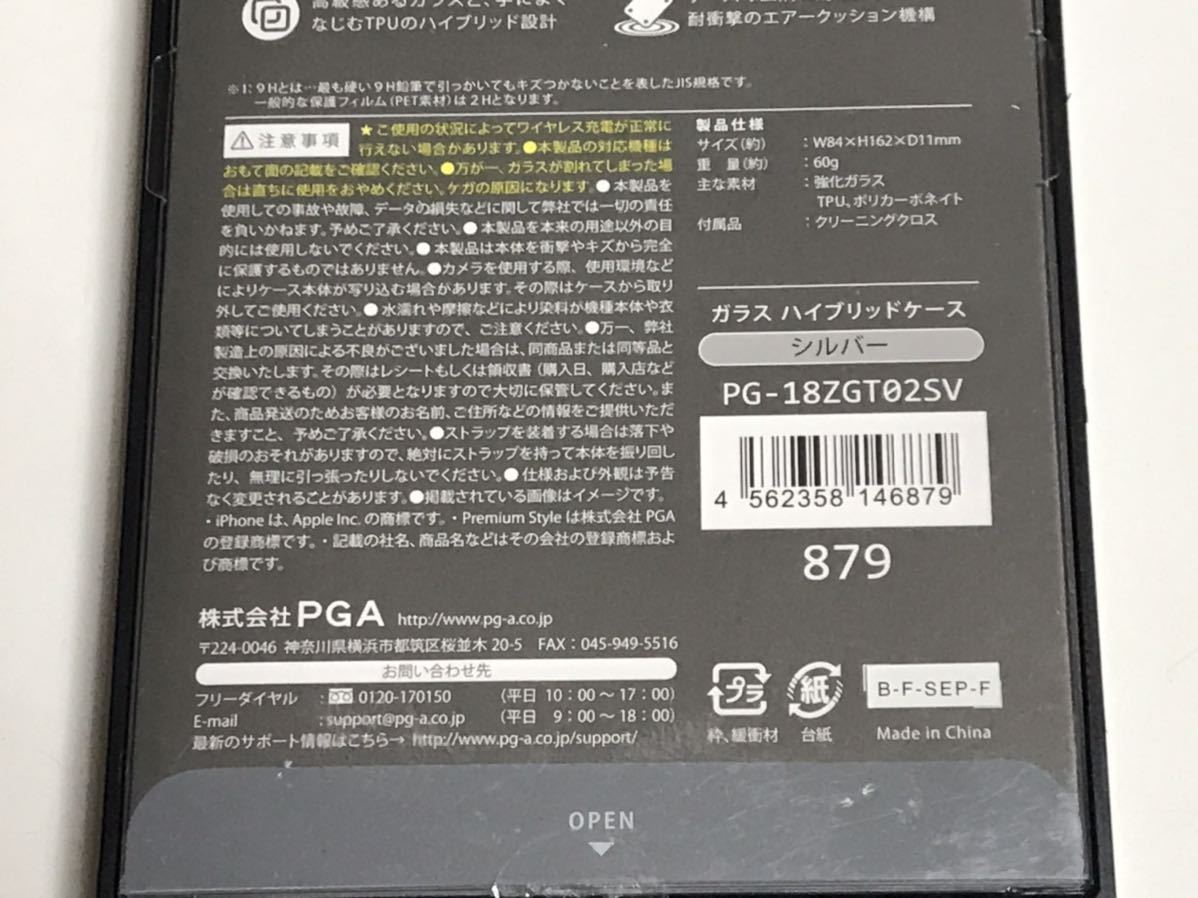 なじむTPUのハイブリッド設計
耐衝撃のエアークッション機構
※1:9Hとは…最も硬い9H鉛筆で引っかいてもキズつかないことを表したJIS規格です。
一般的な保護フィルム(PET素材)は2Hとなります。
注意事項
★ご使用の状況によってワイヤレス充電が正常に
行えない場合があります。●本製品の対応機種は
おもて面の記載をご確認ください。●万が一、ガラスが割れてしまった場
合は直ちに使用をおやめください。ケガの原因になります。●本製品を
使用しての事故や故障、データの損失などに関して弊社では一切の責任
を負いかねます。予めご了承ください。●本製品を本来の用途以外の目
的には使用しないでください。●本製品は本体を衝撃やキズから完全
に保護するものではありません。●カメラを使用する際、使用環境など
によりケース本体が写り込む場合があります。その際はケースから取り
外してご使用ください。●水濡れや摩擦などにより染料が機種本体や衣
類等についてしまうことがありますので、ご注意ください。●万一、弊社
製造上の原因による不良がございました場合は、同商品または同等品と
交換いたします。その際はレシートもしくは領収書(購入日、購入店など
が確認できるもの)が必要となりますので大切に保管してください。ま
た、商品発送のためお客様のお名前、ご住所などの情報をご提供いただ
きますこと、予めご了承ください。●ストラップを装着する場合は落下や
破損のおそれがありますので、絶対にストラップを持って本体を振り回し
たり、無理に引っ張ったりしないでください。●仕様および外観は予告
なく変更されることがあります。●掲載されている画像はイメージです。
・iPhone は、Apple Inc. の商標です。・Premium Style は株式会社 PGA
の登録商標です。・記載の社名、商品名などはその会社の登録商標およ
び商標です。
製品仕様
サイズ(約) :W84×H162×D11mm
重 量(約) :60g
主な素材 :強化ガラス
TPU、ポリカーボネイト
付属品 :クリーニングクロス
ガラス ハイブリッドケース
シルバー
PG-18ZGT02SV
4 562358 146879
879
株式会社PGA http://www.pg-a.co.jp
〒224-0046 神奈川県横浜市都筑区桜並木 20-5 FAX：045-949-5516
お問い合わせ先
フリーダイヤル : 0120-170150 (平日 10：00～17：00)
E-mail :support@pg-a.co.jp (平日 9：00～18：00)
最新のサポート情報はこちら→ http://www.pg-a.co.jp/support/
プラ
枠、緩衝材
紙
台紙
B-F-SEP-F
Made in China
OPEN